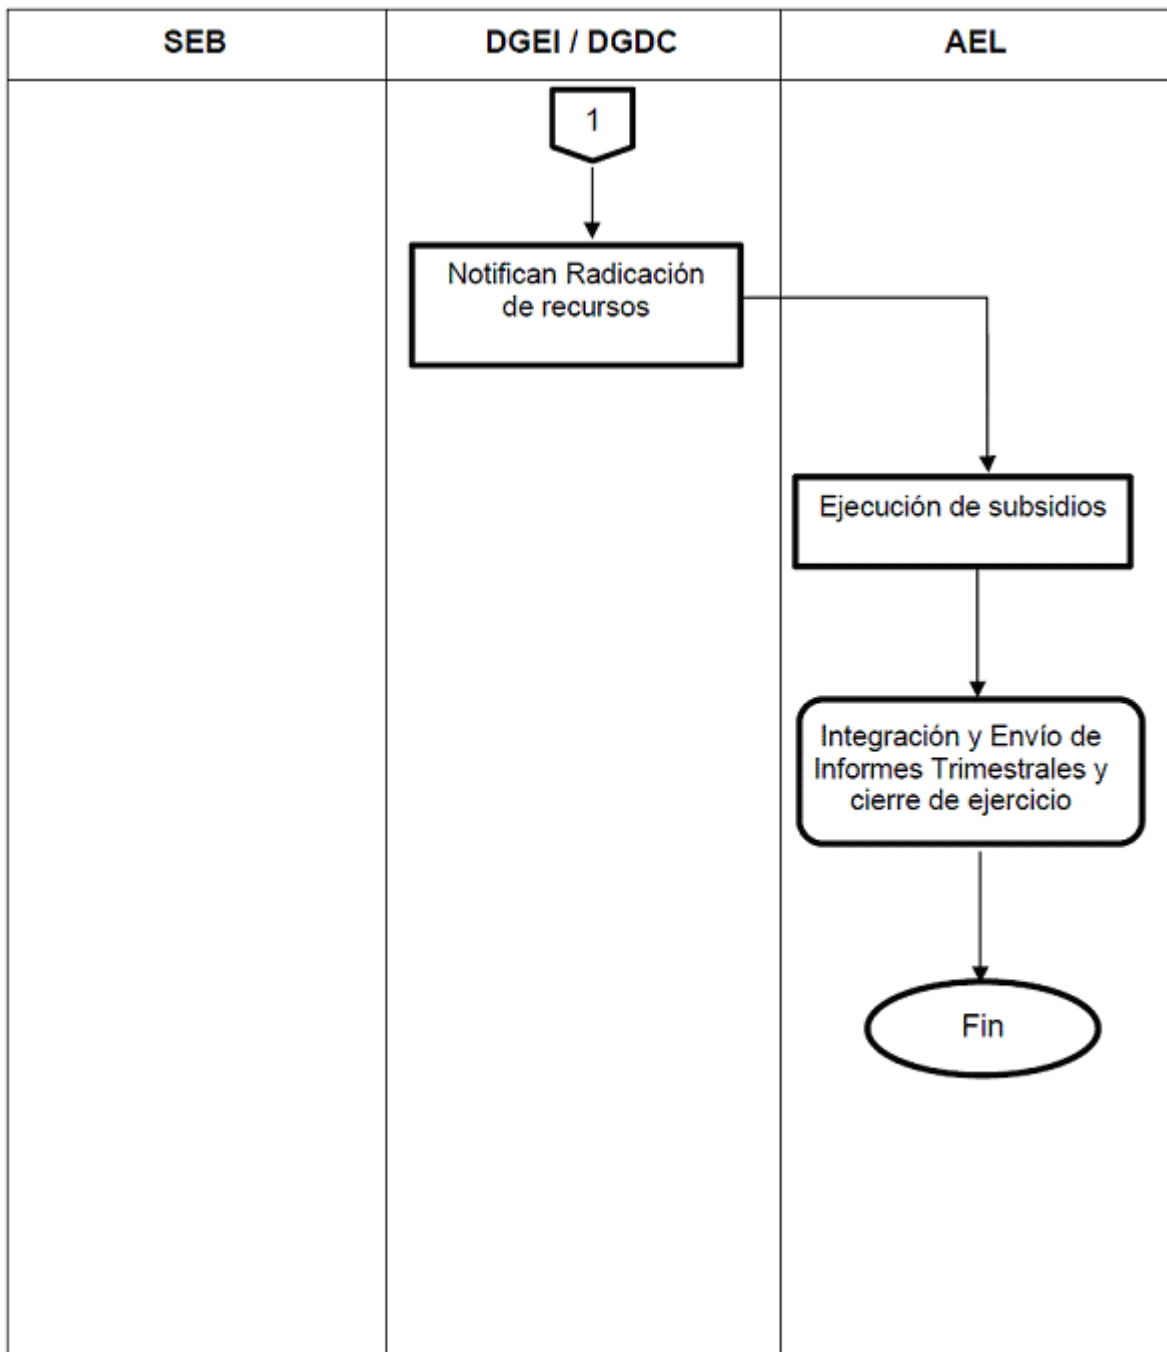 SEB
DGEI / DGDC
AEL
1
Notifican Radicación
de recursos
Ejecución de subsidios
Integración y Envío de
Informes Trimestrales y
cierre de ejercicio
Fin